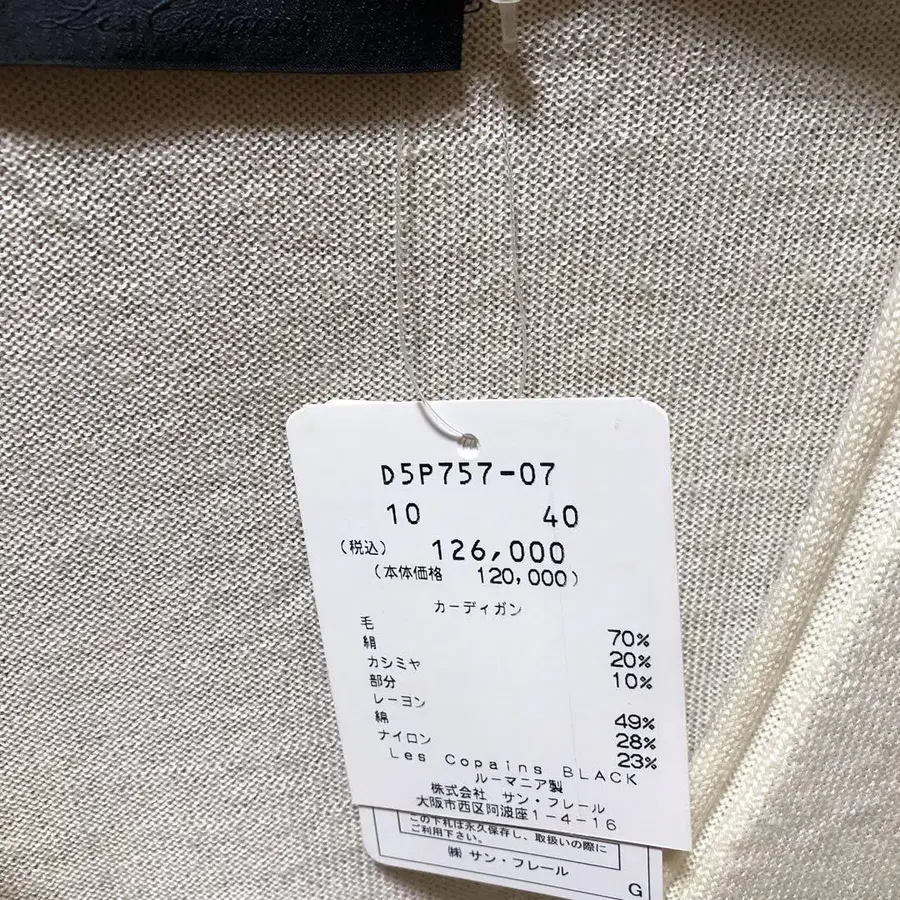 Les Copains
D5P757-07
10 40
(税込) 126,000
(本体価格 120,000)
カーディガン
毛 70%
絹 20%
カシミヤ 10%
部分
レーヨン 49%
綿 28%
ナイロン 23%
Les Copains BLACK
ルーマニア製
株式会社 サン・フレール
大阪市西区阿波座1-4-16
この下札は永久保存し、取扱いの際に
ご利用下さい。
㈱ サン・フレール
G